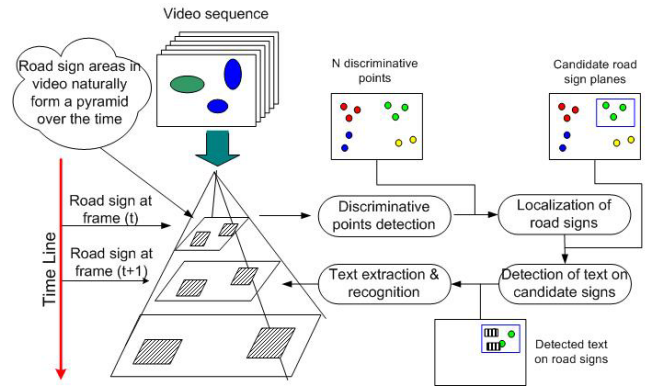 Video sequence
Road sign areas in
video naturally
form a pyramid
over the time
N discriminative
points
Candidate road
sign planes
Road sign at
frame (t)
Discriminative
points detection
Localization of
road signs
Road sign at
frame (t+1)
Text extraction &
recognition
Detection of text on
candidate signs
Time Line
Detected text
on road signs